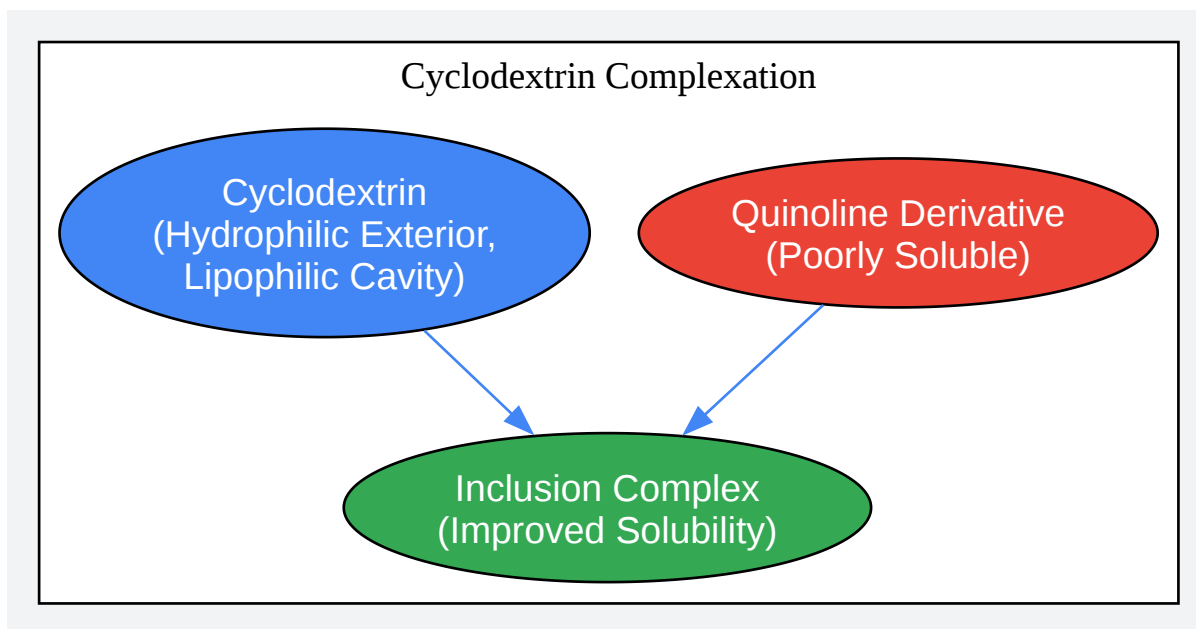 Cyclodextrin Complexation
Cyclodextrin
(Hydrophilic Exterior,
Lipophilic Cavity)
Quinoline Derivative
(Poorly Soluble)
Inclusion Complex
(Improved Solubility)